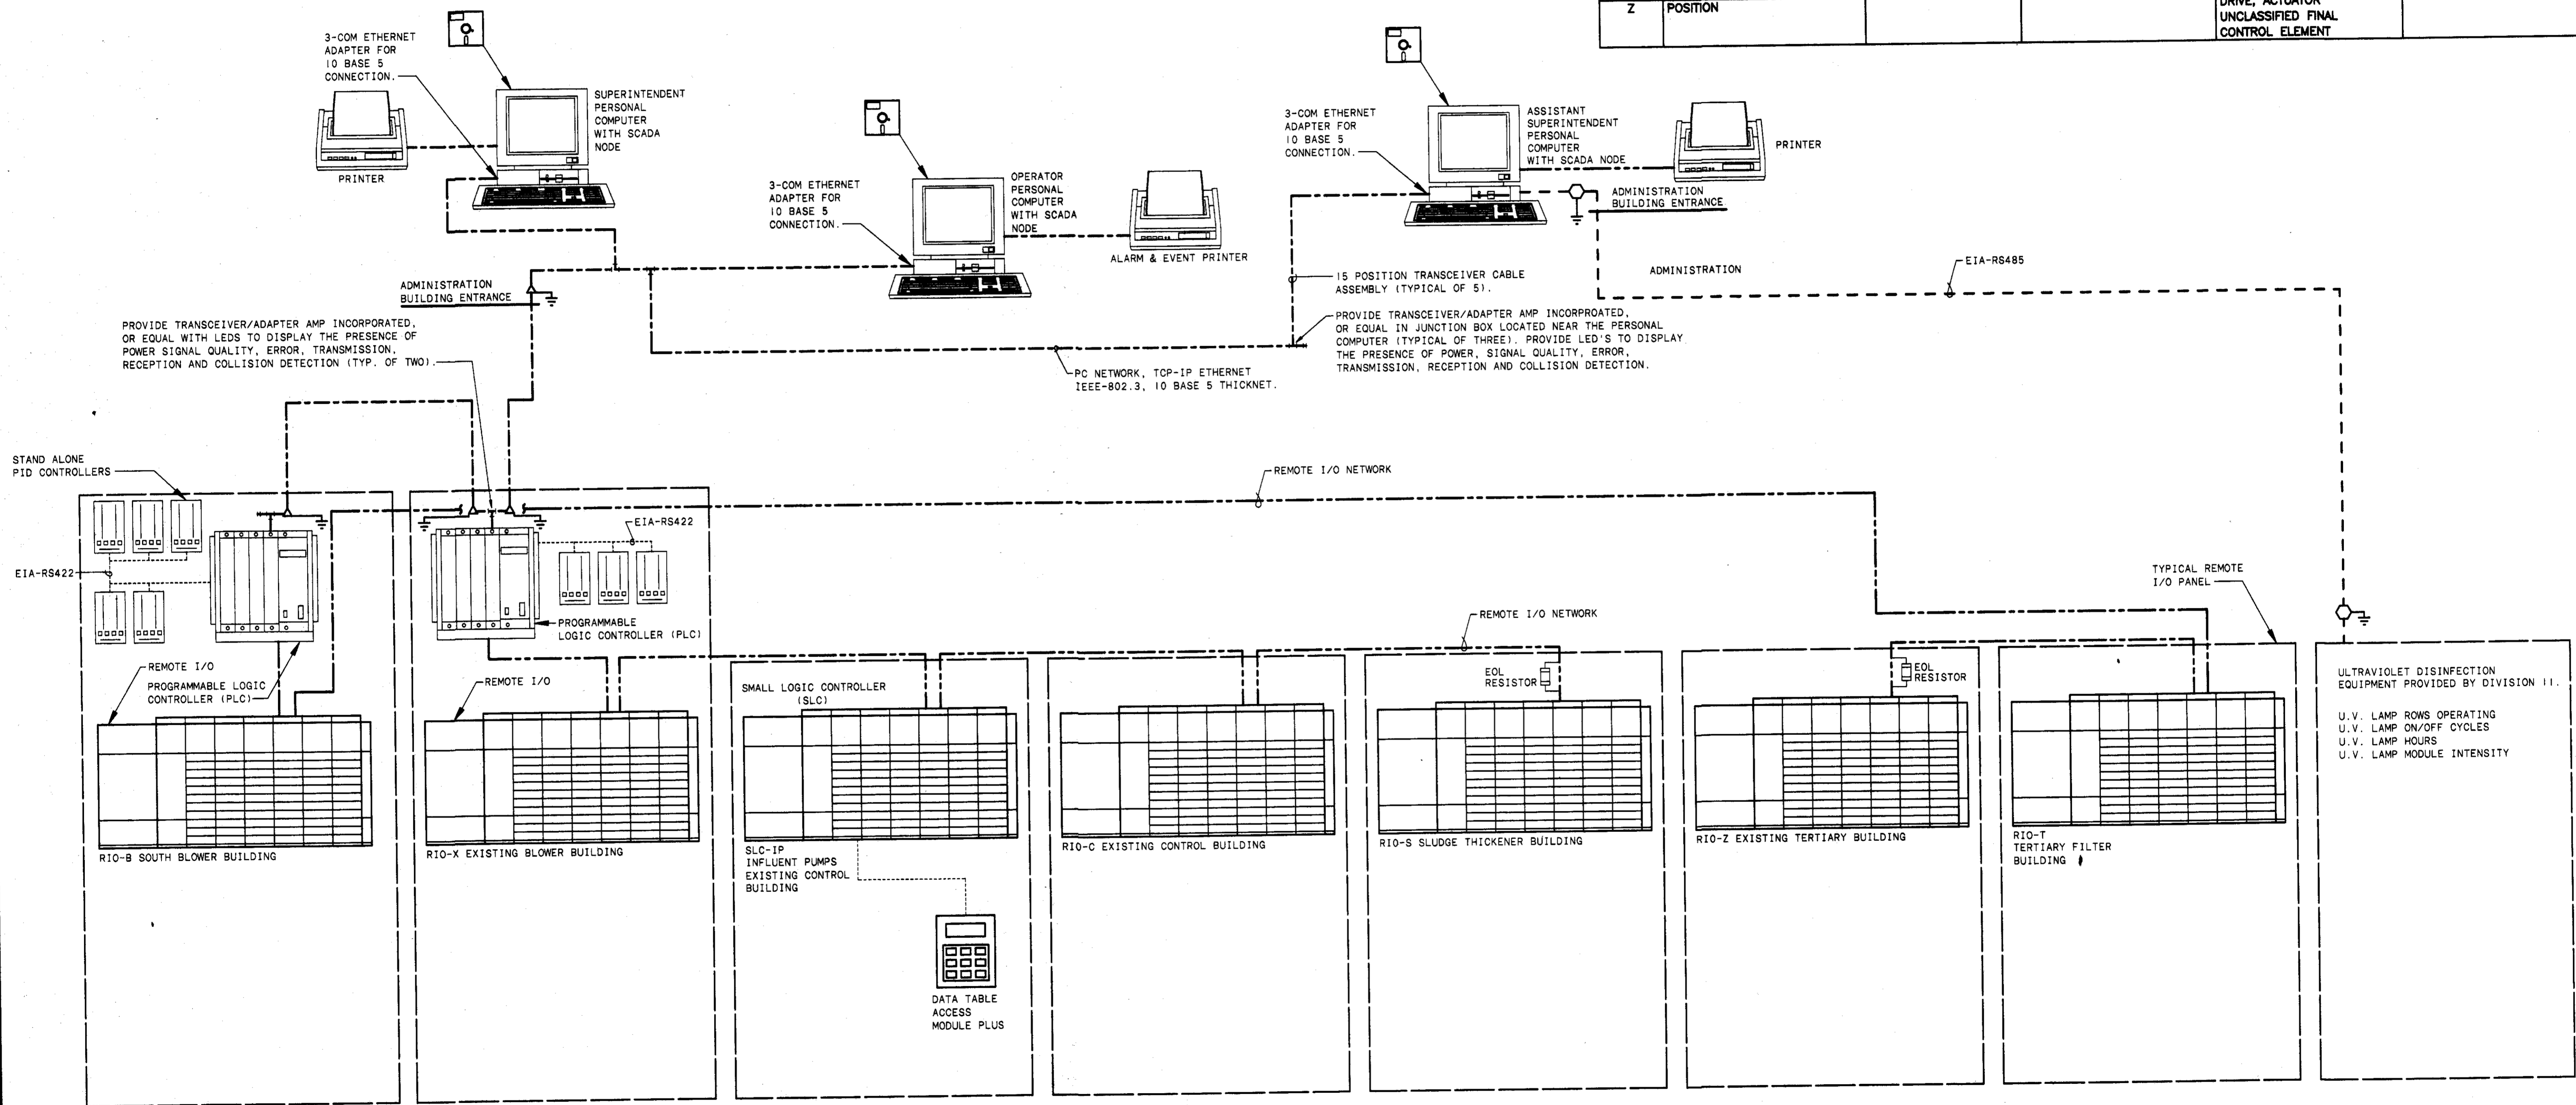 Z POSITION
DRIVE, ACTUATOR
UNCLASSIFIED FINAL
CONTROL ELEMENT
3-COM ETHERNET
ADAPTER FOR
10 BASE 5
CONNECTION.
PRINTER
SUPERINTENDENT
PERSONAL
COMPUTER
WITH SCADA
NODE
3-COM ETHERNET
ADAPTER FOR
10 BASE 5
CONNECTION.
OPERATOR
PERSONAL
COMPUTER
WITH SCADA
NODE
ALARM & EVENT PRINTER
3-COM ETHERNET
ADAPTER FOR
10 BASE 5
CONNECTION.
ASSISTANT
SUPERINTENDENT
PERSONAL
COMPUTER
WITH SCADA NODE
PRINTER
ADMINISTRATION
BUILDING ENTRANCE
ADMINISTRATION
EIA-RS485
ADMINISTRATION
BUILDING ENTRANCE
15 POSITION TRANSCEIVER CABLE
ASSEMBLY (TYPICAL OF 5).
PROVIDE TRANSCEIVER/ADAPTER AMP INCORPORATED,
OR EQUAL WITH LEDS TO DISPLAY THE PRESENCE OF
POWER SIGNAL QUALITY, ERROR, TRANSMISSION,
RECEPTION AND COLLISION DETECTION (TYP. OF TWO).
PROVIDE TRANSCEIVER/ADAPTER AMP INCORPROATED,
OR EQUAL IN JUNCTION BOX LOCATED NEAR THE PERSONAL
COMPUTER (TYPICAL OF THREE). PROVIDE LED'S TO DISPLAY
THE PRESENCE OF POWER, SIGNAL QUALITY, ERROR,
TRANSMISSION, RECEPTION AND COLLISION DETECTION.
PC NETWORK, TCP-IP ETHERNET
IEEE-802.3, 10 BASE 5 THICKNET.
STAND ALONE
PID CONTROLLERS
REMOTE I/O NETWORK
EIA-RS422
EIA-RS422
TYPICAL REMOTE
I/O PANEL
REMOTE I/O NETWORK
PROGRAMMABLE
LOGIC CONTROLLER (PLC)
REMOTE I/O
PROGRAMMABLE LOGIC
CONTROLLER (PLC)
REMOTE I/O
SMALL LOGIC CONTROLLER
(SLC)
EOL
RESISTOR
EOL
RESISTOR
ULTRAVIOLET DISINFECTION
EQUIPMENT PROVIDED BY DIVISION 11.
U.V. LAMP ROWS OPERATING
U.V. LAMP ON/OFF CYCLES
U.V. LAMP HOURS
U.V. LAMP MODULE INTENSITY
RIO-B SOUTH BLOWER BUILDING
RIO-X EXISTING BLOWER BUILDING
SLC-IP
INFLUENT PUMPS
EXISTING CONTROL
BUILDING
RIO-C EXISTING CONTROL BUILDING
RIO-S SLUDGE THICKENER BUILDING
RIO-Z EXISTING TERTIARY BUILDING
RIO-T
TERTIARY FILTER
BUILDING
DATA TABLE
ACCESS
MODULE PLUS